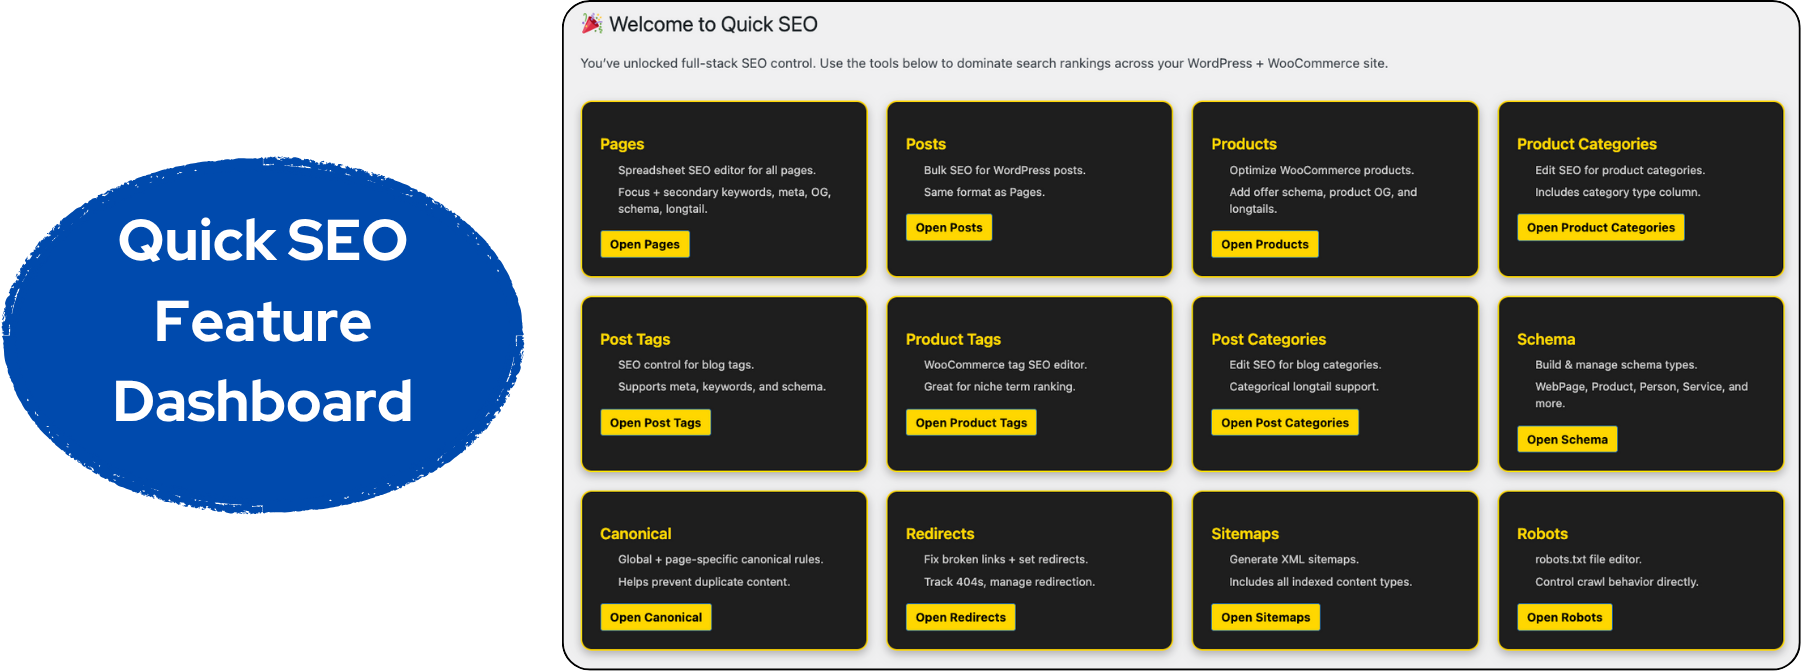 Quick SEO
Feature
Dashboard
🎉 Welcome to Quick SEO
You've unlocked full-stack SEO control. Use the tools below to dominate search rankings across your WordPress + WooCommerce site.
Pages
Spreadsheet SEO editor for all pages.
Focus + secondary keywords, meta, OG,
schema, longtail.
Open Pages
Posts
Bulk SEO for WordPress posts.
Same format as Pages.
Open Posts
Products
Optimize WooCommerce products.
Add offer schema, product OG, and
longtails.
Open Products
Product Categories
Edit SEO for product categories.
Includes category type column.
Open Product Categories
Post Tags
SEO control for blog tags.
Supports meta, keywords, and schema.
Open Post Tags
Product Tags
WooCommerce tag SEO editor.
Great for niche term ranking.
Open Product Tags
Post Categories
Edit SEO for blog categories.
Categorical longtail support.
Open Post Categories
Schema
Build & manage schema types.
WebPage, Product, Person, Service, and
more.
Open Schema
Canonical
Global + page-specific canonical rules.
Helps prevent duplicate content.
Open Canonical
Redirects
Fix broken links + set redirects.
Track 404s, manage redirection.
Open Redirects
Sitemaps
Generate XML sitemaps.
Includes all indexed content types.
Open Sitemaps
Robots
robots.txt file editor.
Control crawl behavior directly.
Open Robots